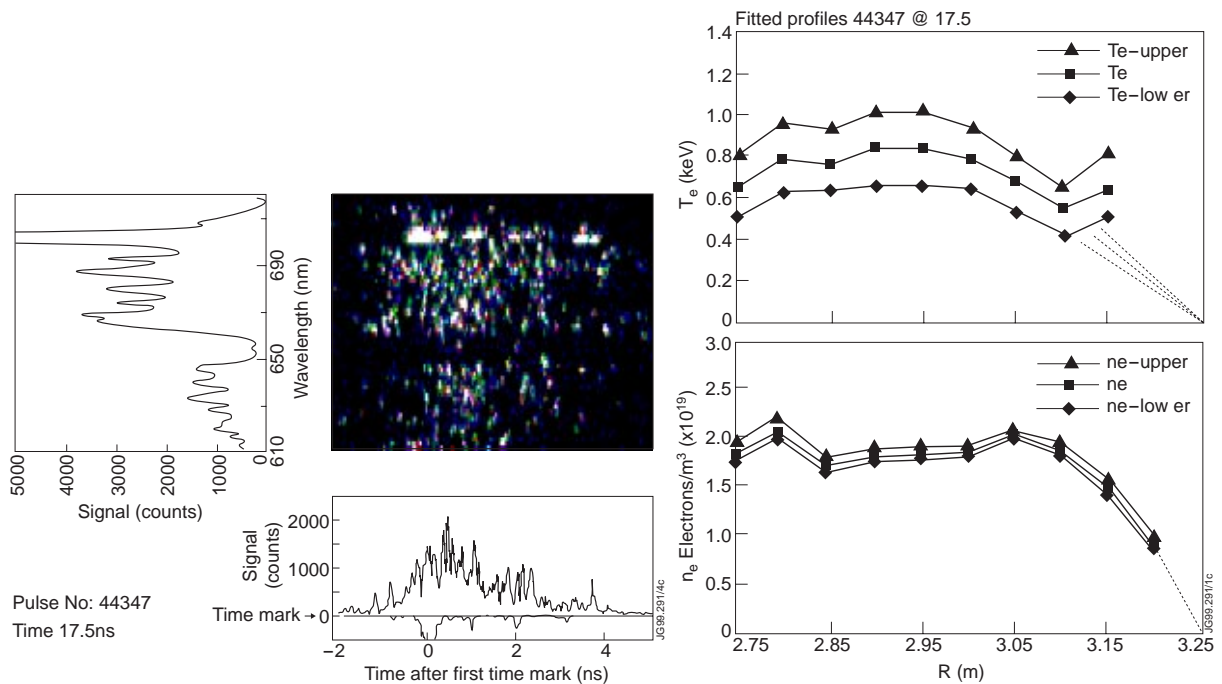 Fitted profiles 44347 @ 17.5
1.4
1.2
1.0
0.8
0.6
0.4
0.2
0
Te (keV)
Te–upper
Te
Te–low er
690
650
610
Wavelength (nm)
5000
4000
3000
2000
1000
0
Signal (counts)
2000
1000
0
Signal
(counts)
Time mark
JG99.291/4c
−2
0
2
4
Time after first time mark (ns)
Pulse No: 44347
Time 17.5ns
3.0
2.5
2.0
1.5
1.0
0.5
0
ne Electrons/m3 (x1019)
ne–upper
ne
ne–low er
JG99.291/1c
2.75
2.85
2.95
3.05
3.15
3.25
R (m)